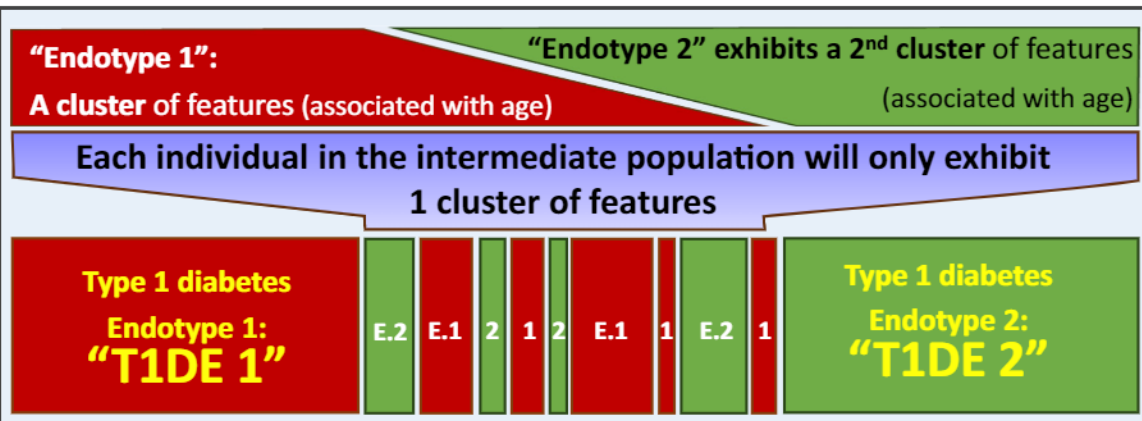 “Endotype 1”:
A cluster of features (associated with age)
“Endotype 2” exhibits a 2nd cluster of features
(associated with age)
Each individual in the intermediate population will only exhibit
1 cluster of features
Type 1 diabetes
Endotype 1:
“T1DE 1”
E.2 E.1 2 1 2 E.1 1 E.2 1
Type 1 diabetes
Endotype 2:
“T1DE 2”